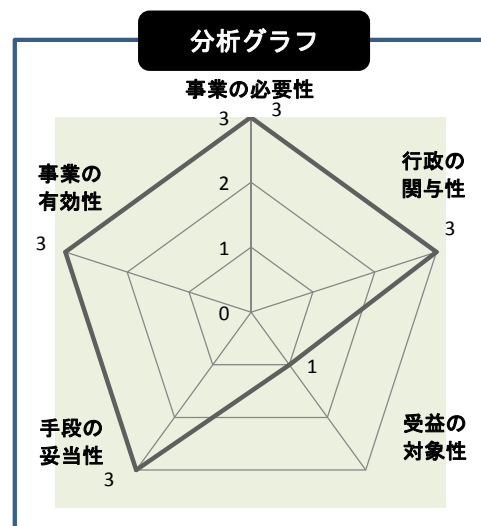 分析グラフ
事業の必要性
3
3
行政の
関与性
事業の
有効性
2
3
3
1
0
1
受益の
対象性
手段の
妥当性
3